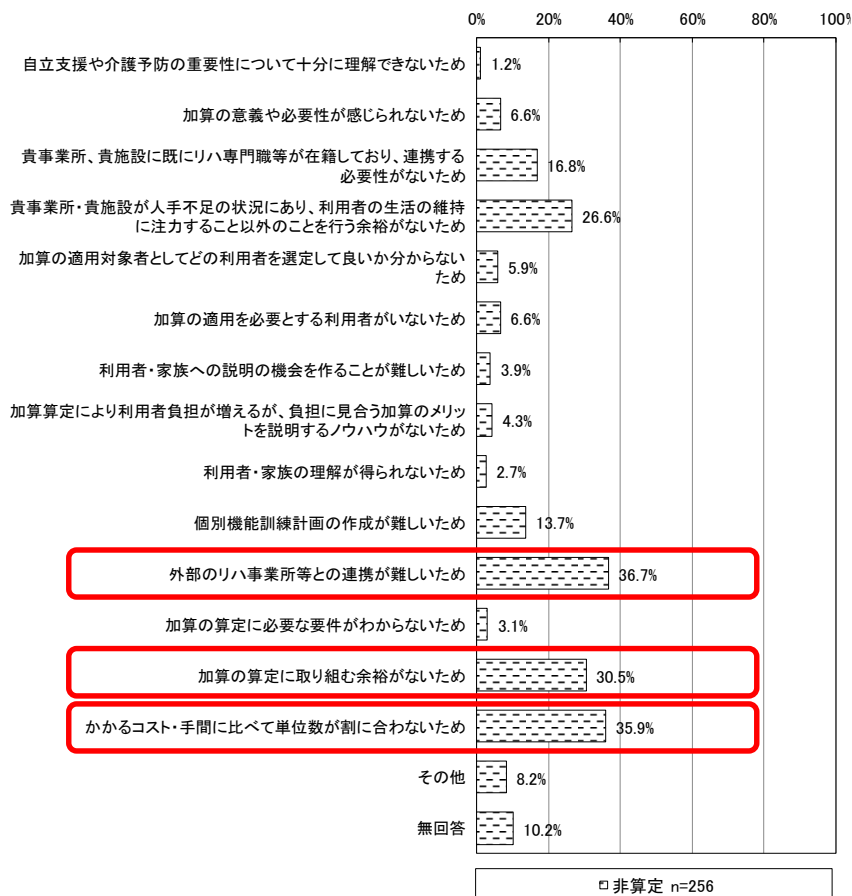 0% 20% 40% 60% 80% 100%
自立支援や介護予防の重要性について十分に理解できないため 1.2%
加算の意義や必要性が感じられないため 6.6%
貴事業所、貴施設に既にリハ専門職等が在籍しており、連携する
必要性がないため 16.8%
貴事業所・貴施設が人手不足の状況にあり、利用者の生活の維持
に注力すること以外のことを行う余裕がないため 26.6%
加算の適用対象者としてどの利用者を選定して良いか分からない
ため 5.9%
加算の適用を必要とする利用者がいないため 6.6%
利用者・家族への説明の機会を作ることが難しいため 3.9%
加算算定により利用者負担が増えるが、負担に見合う加算のメリッ
トを説明するノウハウがないため 4.3%
利用者・家族の理解が得られないため 2.7%
個別機能訓練計画の作成が難しいため 13.7%
外部のリハ事業所等との連携が難しいため 36.7%
加算の算定に必要な要件がわからないため 3.1%
加算の算定に取り組む余裕がないため 30.5%
かかるコスト・手間に比べて単位数が割に合わないため 35.9%
その他 8.2%
無回答 10.2%
非算定 n=256